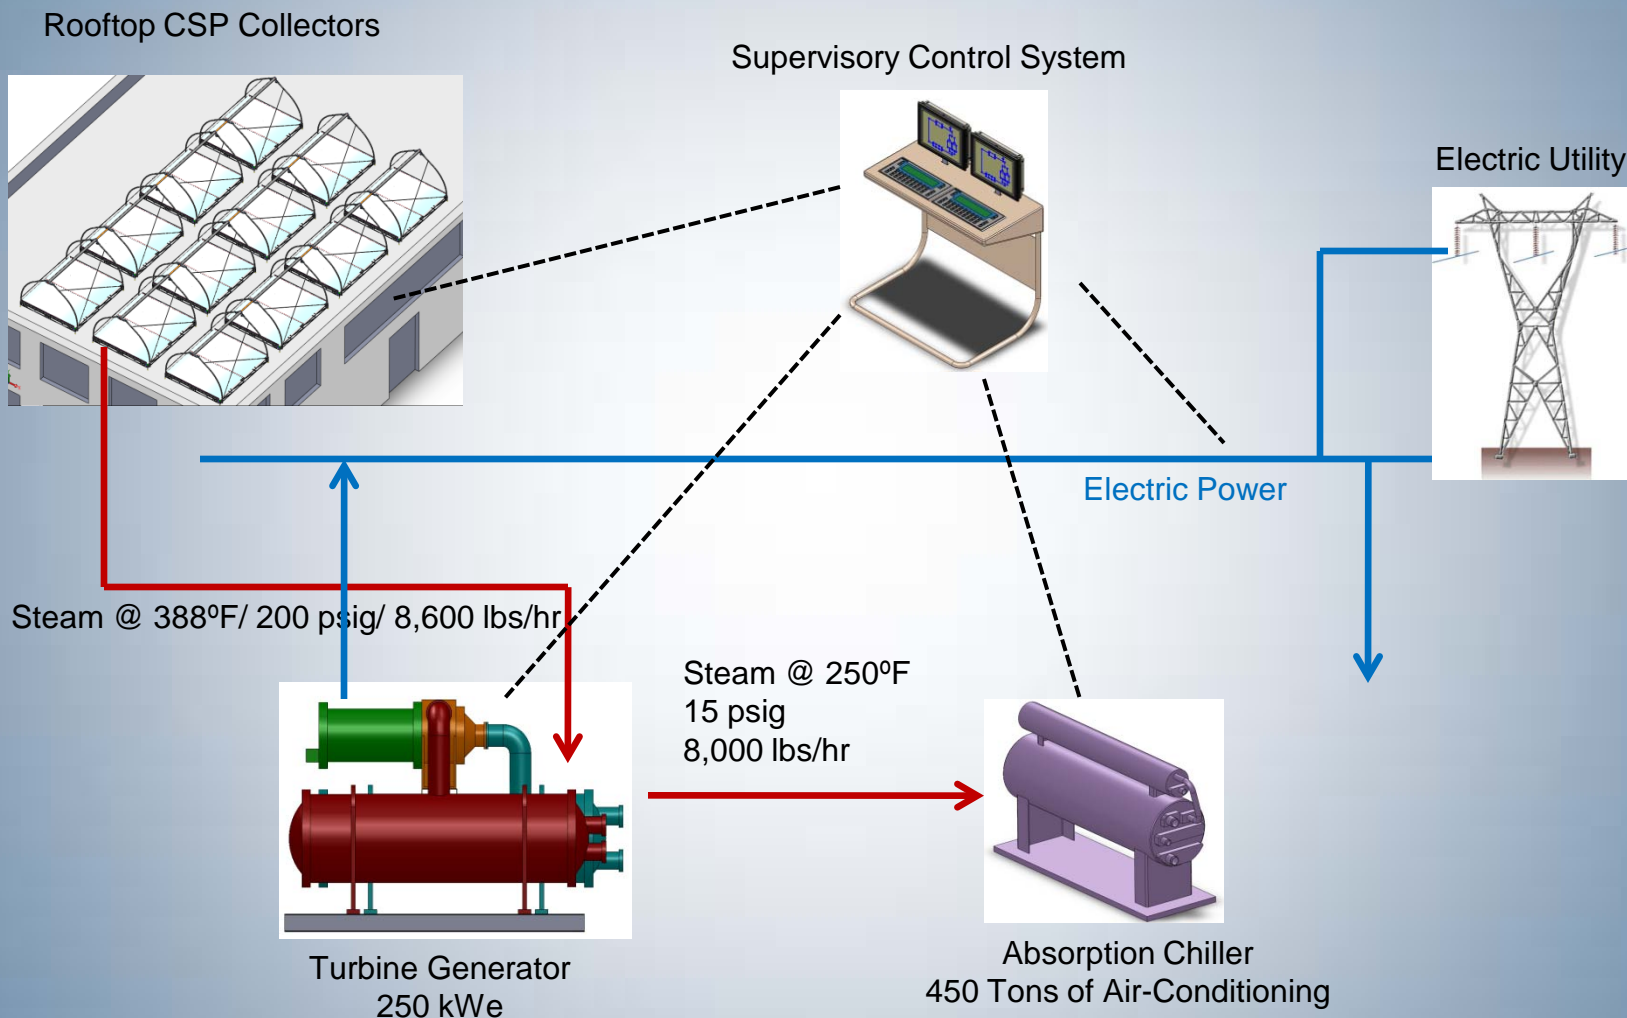 Rooftop CSP Collectors
Supervisory Control System
Electric Utility
Electric Power
Steam @ 388ºF/ 200 psig/ 8,600 lbs/hr
Steam @ 250ºF
15 psig
8,000 lbs/hr
Turbine Generator
250 kWe
Absorption Chiller
450 Tons of Air-Conditioning